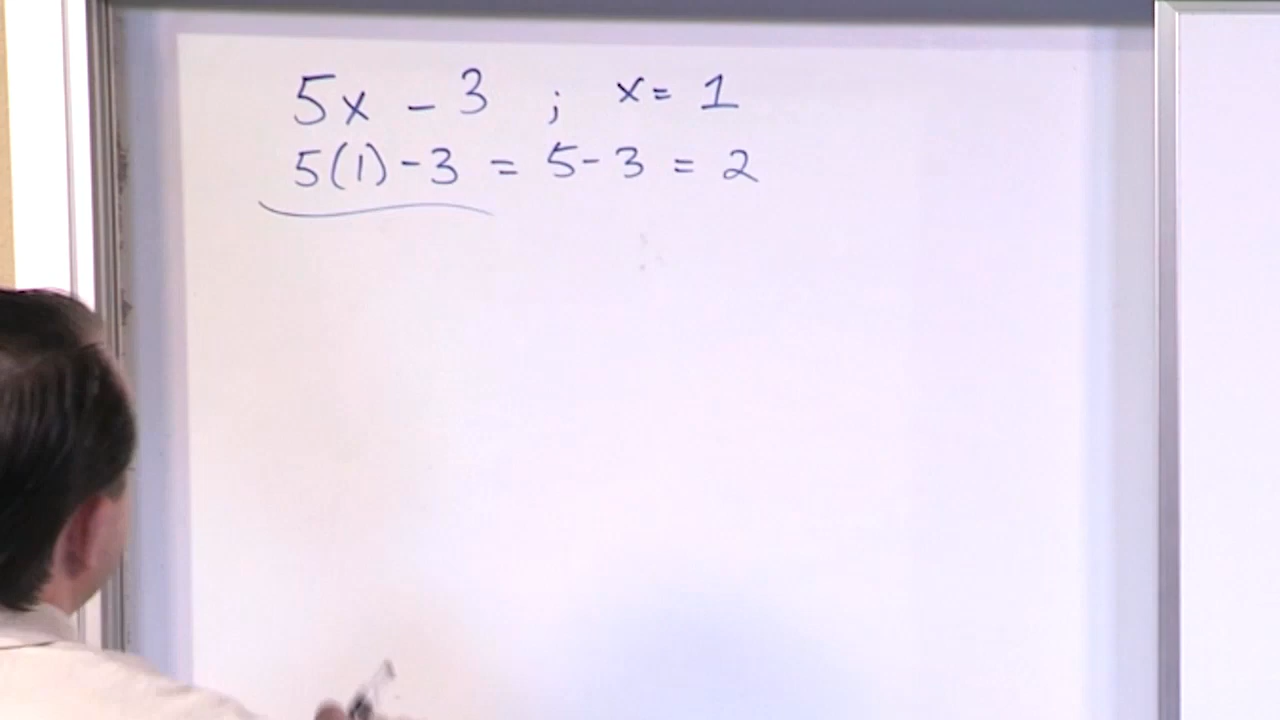 5x - 3 ; x = 1
5(1) - 3 = 5 - 3 = 2